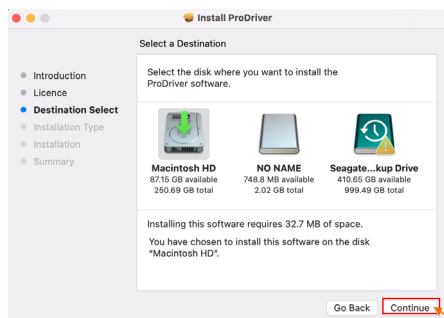 Install ProDriver
Select a Destination
Introduction
Licence
Destination Select
Installation Type
Installation
Summary
Select the disk where you want to install the
ProDriver software.
Macintosh HD
87.15 GB available
250.69 GB total
NO NAME
748.8 MB available
2.02 GB total
Seagate...kup Drive
410.65 GB available
999.49 GB total
Installing this software requires 32.7 MB of space.
You have chosen to install this software on the disk
“Macintosh HD”.
Go Back
Continue